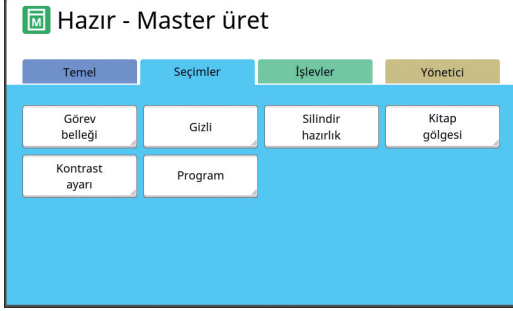 Hazır - Master üret
Temel Seçimler İşlevler Yönetici
Görev belleği
Gizli
Silindir hazırlık
Kitap gölgesi
Kontrast ayarı
Program